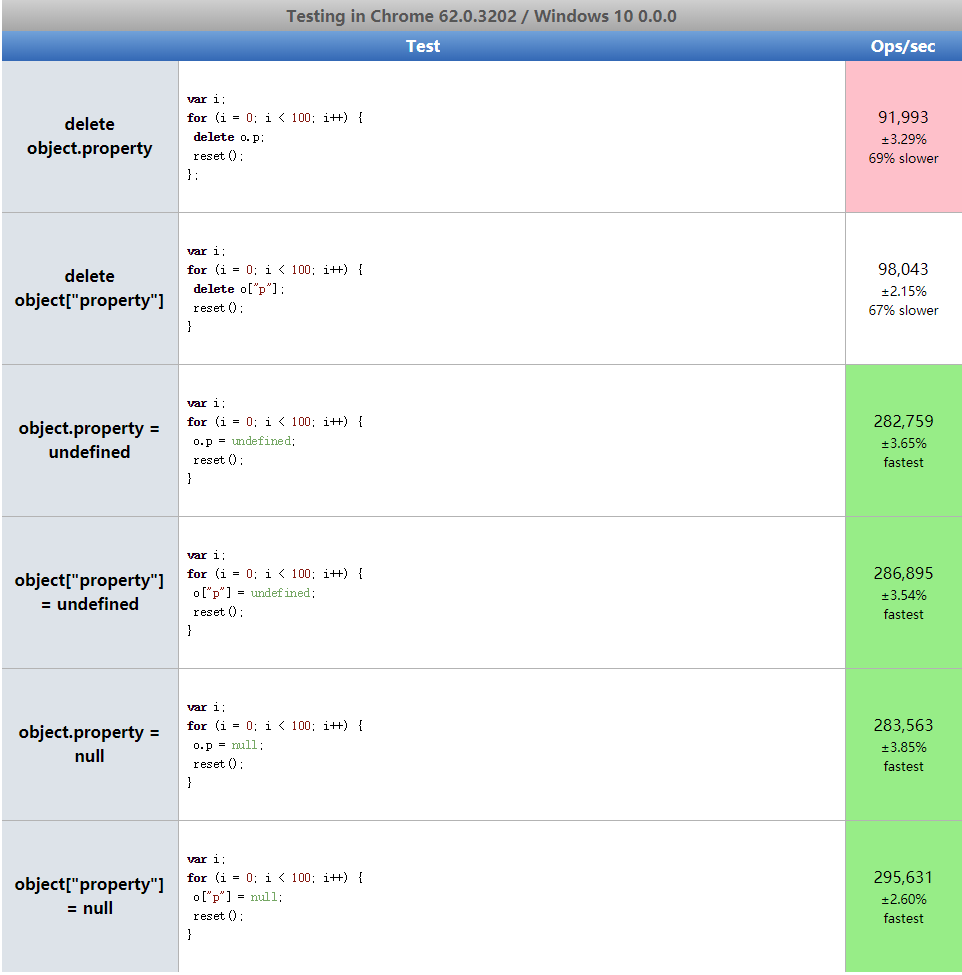 Testing in Chrome 62.0.3202 / Windows 10 0.0.0
Test Ops/sec
delete
object.property
var i;
for (i = 0; i < 100; i++) {
delete o.p;
reset();
};
91,993
±3.29%
69% slower
delete
object["property"]
var i;
for (i = 0; i < 100; i++) {
delete o["p"];
reset();
}
98,043
±2.15%
67% slower
object.property =
undefined
var i;
for (i = 0; i < 100; i++) {
o.p = undefined;
reset();
}
282,759
±3.65%
fastest
object["property"]
= undefined
var i;
for (i = 0; i < 100; i++) {
o["p"] = undefined;
reset();
}
286,895
±3.54%
fastest
object.property =
null
var i;
for (i = 0; i < 100; i++) {
o.p = null;
reset();
}
283,563
±3.85%
fastest
object["property"]
= null
var i;
for (i = 0; i < 100; i++) {
o["p"] = null;
reset();
}
295,631
±2.60%
fastest